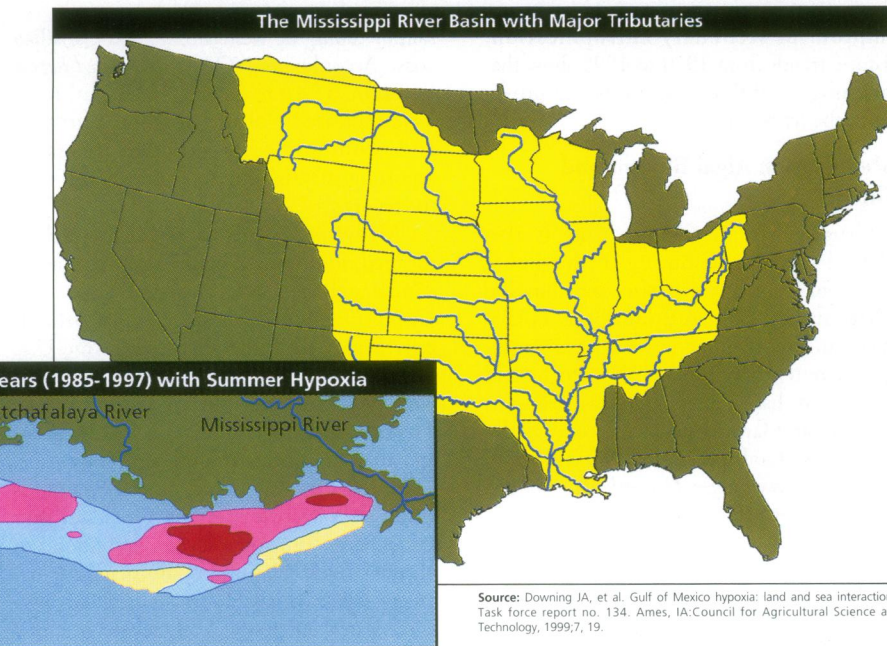 The Mississippi River Basin with Major Tributaries
ears (1985-1997) with Summer Hypoxia
tchafalaya River
Mississippi River
Source: Downing JA, et al. Gulf of Mexico hypoxia: land and sea interaction
Task force report no. 134. Ames, IA:Council for Agricultural Science a
Technology, 1999;7, 19.